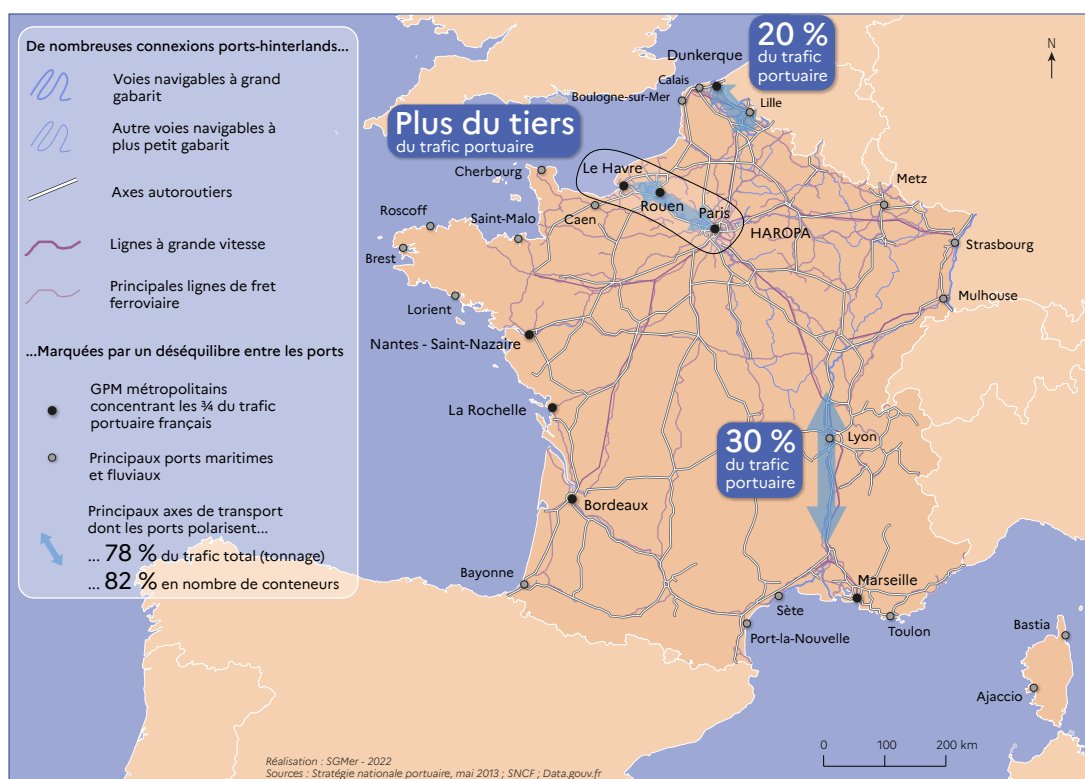 De nombreuses connexions ports-hinterlands...
Voies navigables à grand
gabarit
Autre voies navigables à
plus petit gabarit
Axes autoroutiers
Lignes à grande vitesse
Principales lignes de fret
ferroviaire
...Marquées par un déséquilibre entre les ports
GPM métropolitains
concentrant les ¾ du trafic
portuaire français
Principaux ports maritimes
et fluviaux
Principaux axes de transport
dont les ports polarisent...
... 78 % du trafic total (tonnage)
... 82 % en nombre de conteneurs
20 %
du trafic
portuaire
N
Dunkerque
Calais
Boulogne-sur-Mer
Lille
Plus du tiers
du trafic portuaire
Cherbourg
Le Havre
Rouen
Caen
Paris
HAROPA
Metz
Strasbourg
Mulhouse
Roscoff
Saint-Malo
Brest
Lorient
Nantes - Saint-Nazaire
La Rochelle
30 %
du trafic
portuaire
Lyon
Bordeaux
Bayonne
Marseille
Sète
Toulon
Port-la-Nouvelle
Bastia
Ajaccio
0 100 200 km
Réalisation : SGMer - 2022
Sources : Stratégie nationale portuaire, mai 2013 ; SNCF ; Data.gouv.fr